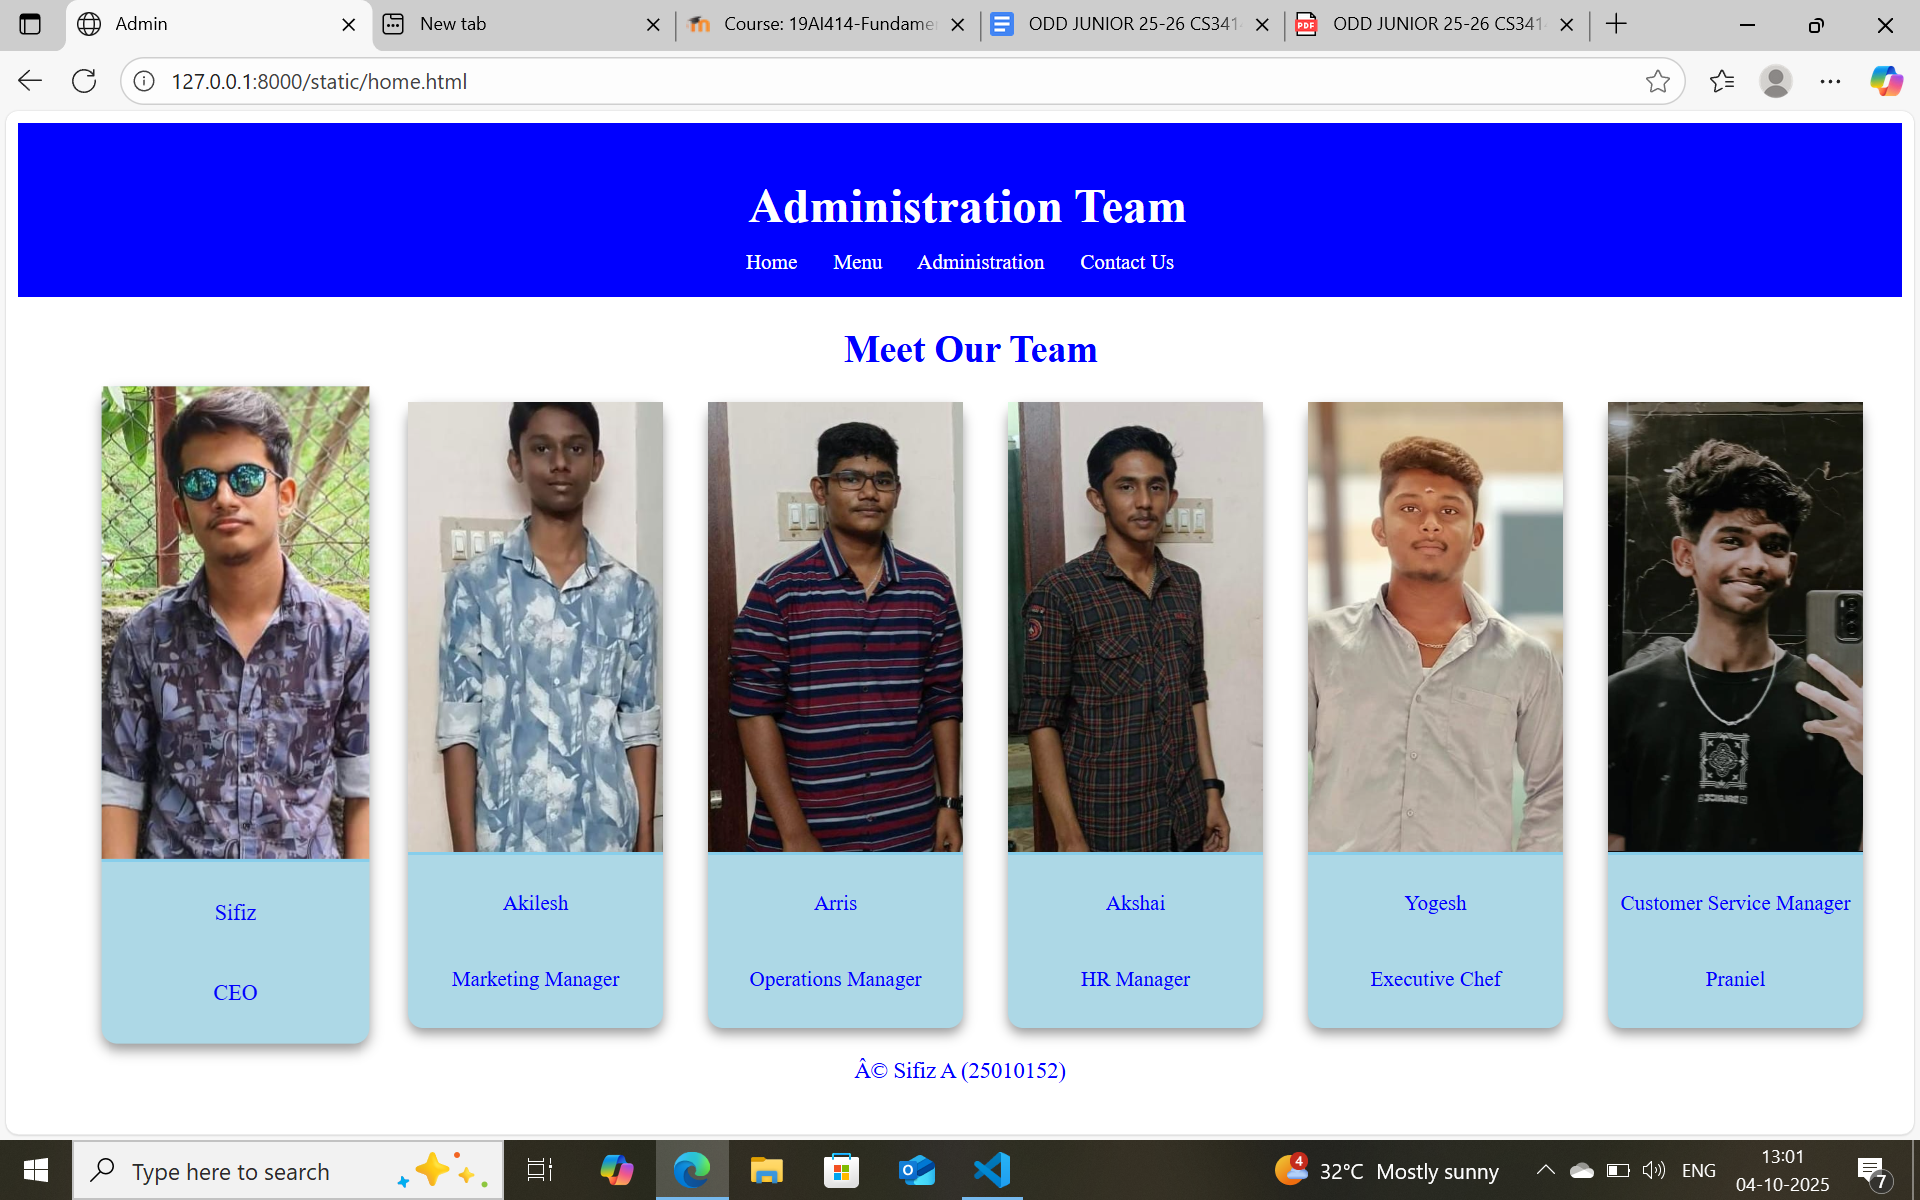 Admin
New tab
Course: 19AI414-Fundame
ODD JUNIOR 25-26 CS341
ODD JUNIOR 25-26 CS341
127.0.0.1:8000/static/home.html
Administration Team
Home Menu Administration Contact Us
Meet Our Team
Sifiz
CEO
Akilesh
Marketing Manager
Arris
Operations Manager
Akshai
HR Manager
Yogesh
Executive Chef
Customer Service Manager
Praniel
Â© Sifiz A (25010152)
Type here to search
4
32°C Mostly sunny
ENG
13:01
04-10-2025
7